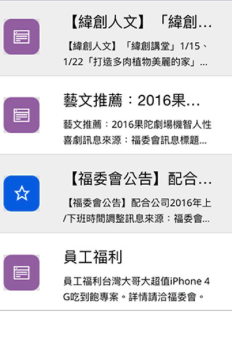 【緯創人文】「緯創...
【緯創人文】「緯創講堂」1/15、
1/22「打造多肉植物美麗的家」...
藝文推薦：2016果...
藝文推薦：2016果陀劇場機智人性
喜劇訊息來源：福委會訊息標題...
【福委會公告】配合...
【福委會公告】配合公司2016年上
/下班時間調整訊息來源：福委會...
員工福利
員工福利台灣大哥大超值iPhone 4
G吃到飽專案。詳情請洽福委會。